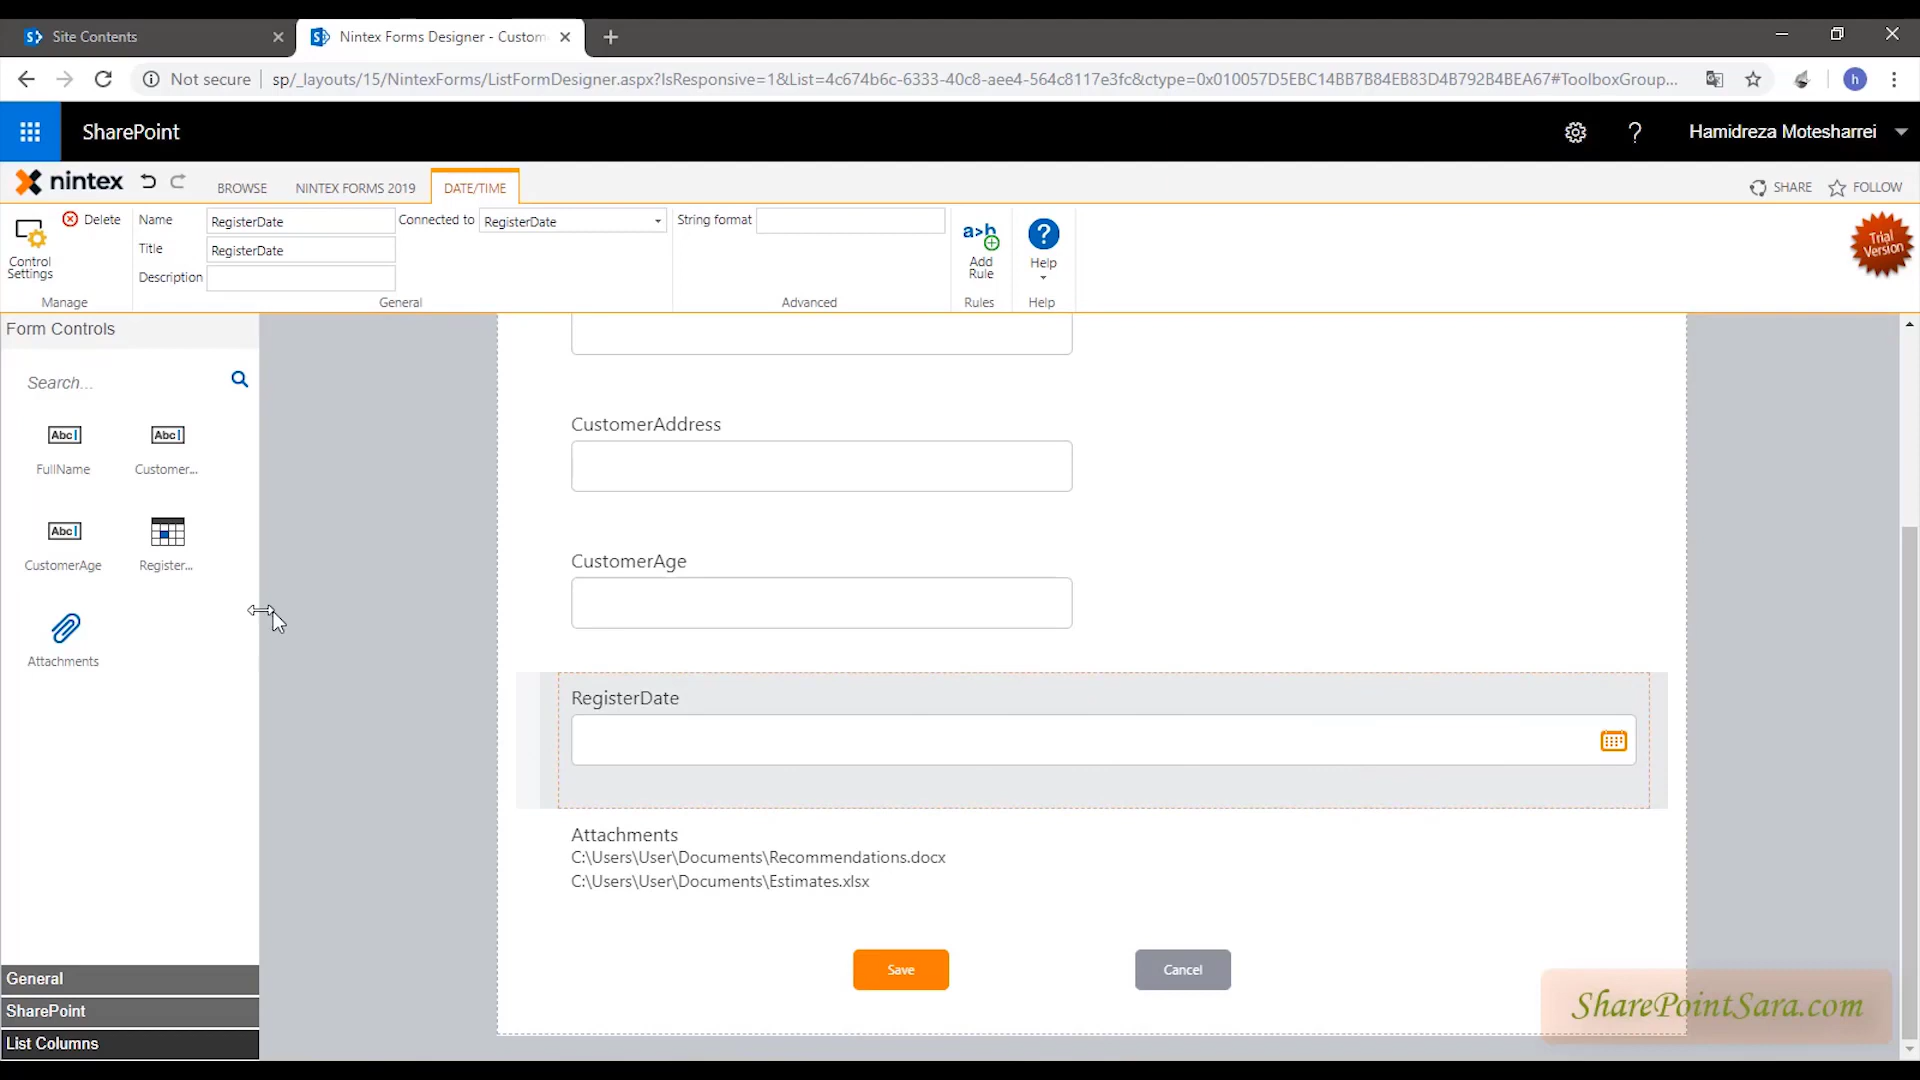 Site Contents
Nintex Forms Designer - Custom
Not secure
sp/_layouts/15/NintexForms/ListFormDesigner.aspx?IsResponsive=1&List=4c674b6c-6333-40c8-aee4-564c8117e3fc&ctype=0x010057D5EBC14BB7B84EB83D4B792B4BEA67#ToolboxGroup...
h
SharePoint
?
Hamidreza Motesharrei
nintex
BROWSE
NINTEX FORMS 2019
DATE/TIME
SHARE
FOLLOW
Control Settings
Delete
Manage
Name
RegisterDate
Title
RegisterDate
Description
Connected to
RegisterDate
General
String format
Advanced
a>b
Add Rule
Rules
?
Help
Help
Trial Version
Form Controls
Search...
Abc
FullName
Abc
Customer...
Abc
CustomerAge
Register...
Attachments
General
SharePoint
List Columns
CustomerAddress
CustomerAge
RegisterDate
Attachments
C:\Users\User\Documents\Recommendations.docx
C:\Users\User\Documents\Estimates.xlsx
Save
Cancel
SharePointSara.com